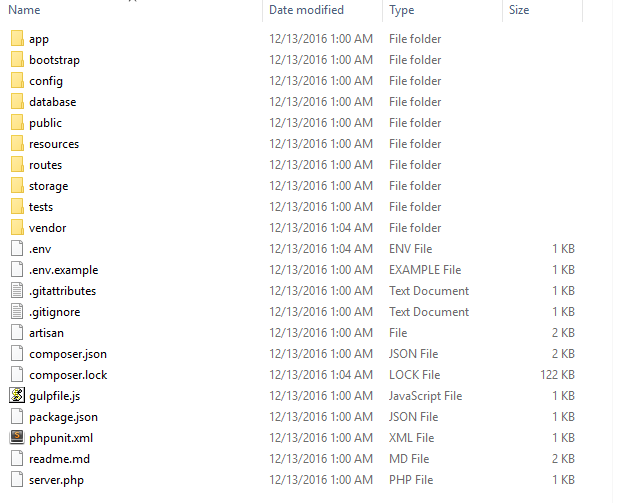 Name Date modified Type Size
app 12/13/2016 1:00 AM File folder
bootstrap 12/13/2016 1:00 AM File folder
config 12/13/2016 1:00 AM File folder
database 12/13/2016 1:00 AM File folder
public 12/13/2016 1:00 AM File folder
resources 12/13/2016 1:00 AM File folder
routes 12/13/2016 1:00 AM File folder
storage 12/13/2016 1:00 AM File folder
tests 12/13/2016 1:00 AM File folder
vendor 12/13/2016 1:04 AM File folder
.env 12/13/2016 1:04 AM ENV File 1 KB
.env.example 12/13/2016 1:00 AM EXAMPLE File 1 KB
.gitattributes 12/13/2016 1:00 AM Text Document 1 KB
.gitignore 12/13/2016 1:00 AM Text Document 1 KB
artisan 12/13/2016 1:00 AM File 2 KB
composer.json 12/13/2016 1:00 AM JSON File 2 KB
composer.lock 12/13/2016 1:04 AM LOCK File 122 KB
gulpfile.js 12/13/2016 1:00 AM JavaScript File 1 KB
package.json 12/13/2016 1:00 AM JSON File 1 KB
phpunit.xml 12/13/2016 1:00 AM XML File 1 KB
readme.md 12/13/2016 1:00 AM MD File 2 KB
server.php 12/13/2016 1:00 AM PHP File 1 KB